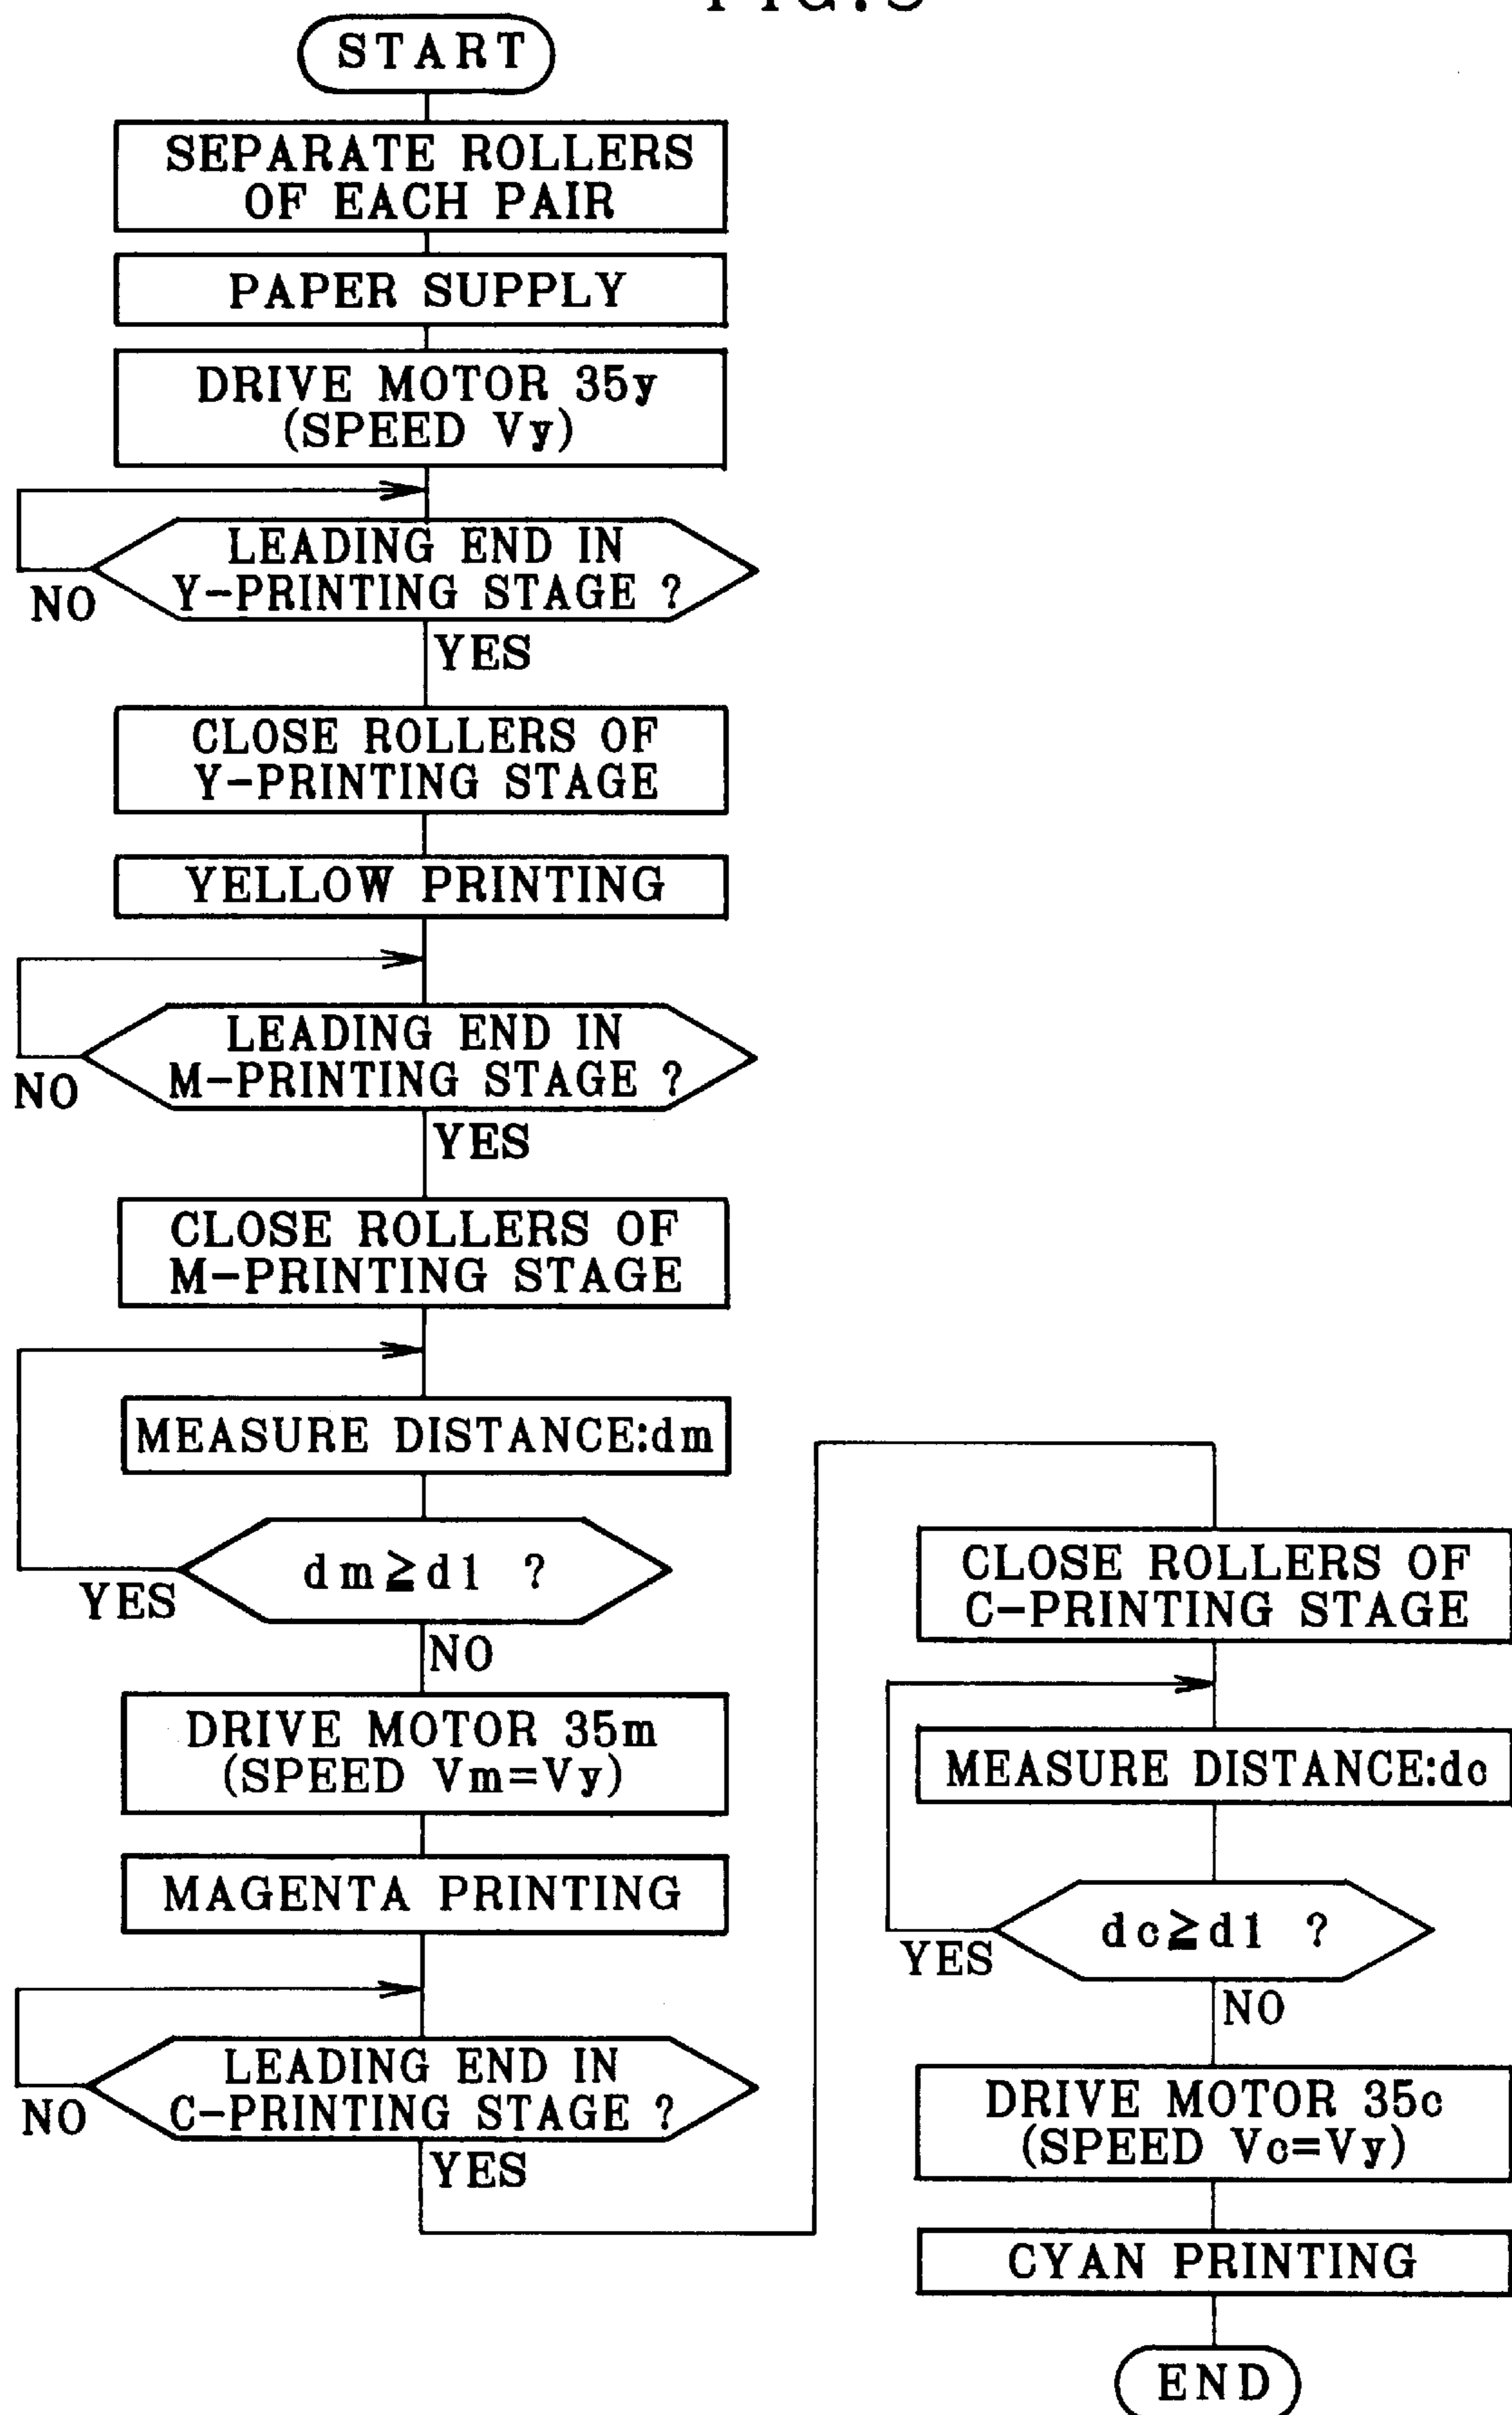 START
SEPARATE ROLLERS
OF EACH PAIR
PAPER SUPPLY
DRIVE MOTOR 35y
(SPEED Vy)
LEADING END IN
Y-PRINTING STAGE ?
NO
YES
CLOSE ROLLERS OF
Y-PRINTING STAGE
YELLOW PRINTING
LEADING END IN
M-PRINTING STAGE ?
NO
YES
CLOSE ROLLERS OF
M-PRINTING STAGE
MEASURE DISTANCE:dm
dm≧d1 ?
YES
NO
DRIVE MOTOR 35m
(SPEED Vm=Vy)
MAGENTA PRINTING
LEADING END IN
C-PRINTING STAGE ?
NO
YES
CLOSE ROLLERS OF
C-PRINTING STAGE
MEASURE DISTANCE:dc
dc≧d1 ?
YES
NO
DRIVE MOTOR 35c
(SPEED Vc=Vy)
CYAN PRINTING
END